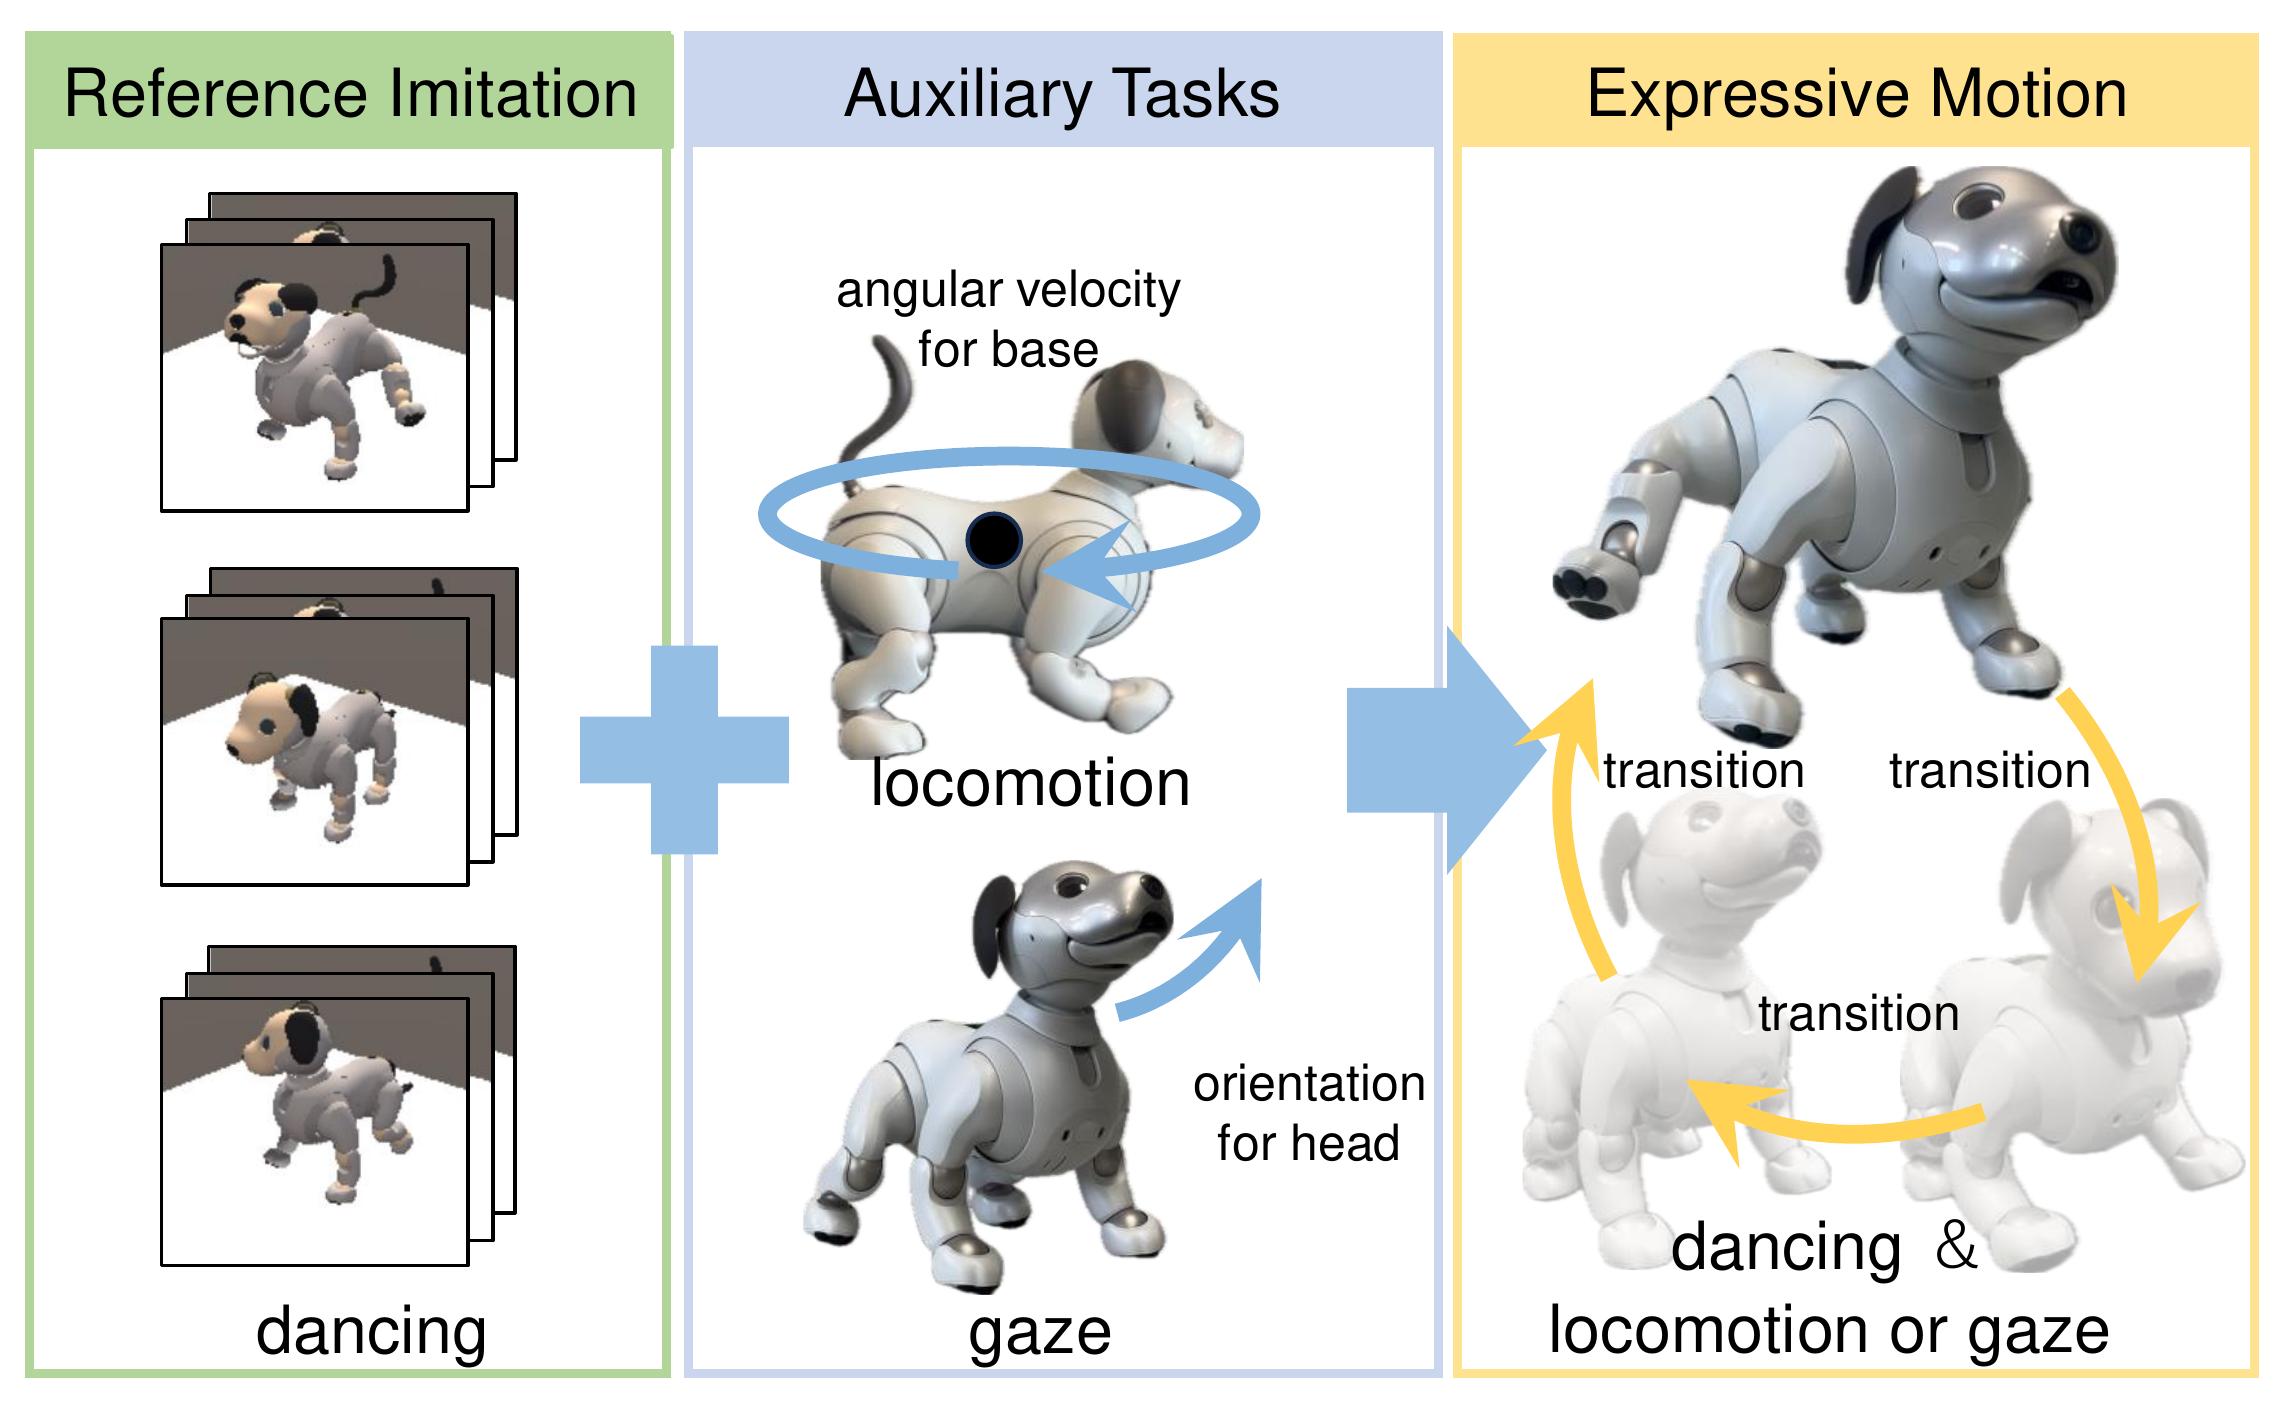 Reference Imitation
dancing
Auxiliary Tasks
angular velocity
for base
locomotion
orientation
for head
gaze
Expressive Motion
transition
transition
transition
dancing &
locomotion or gaze